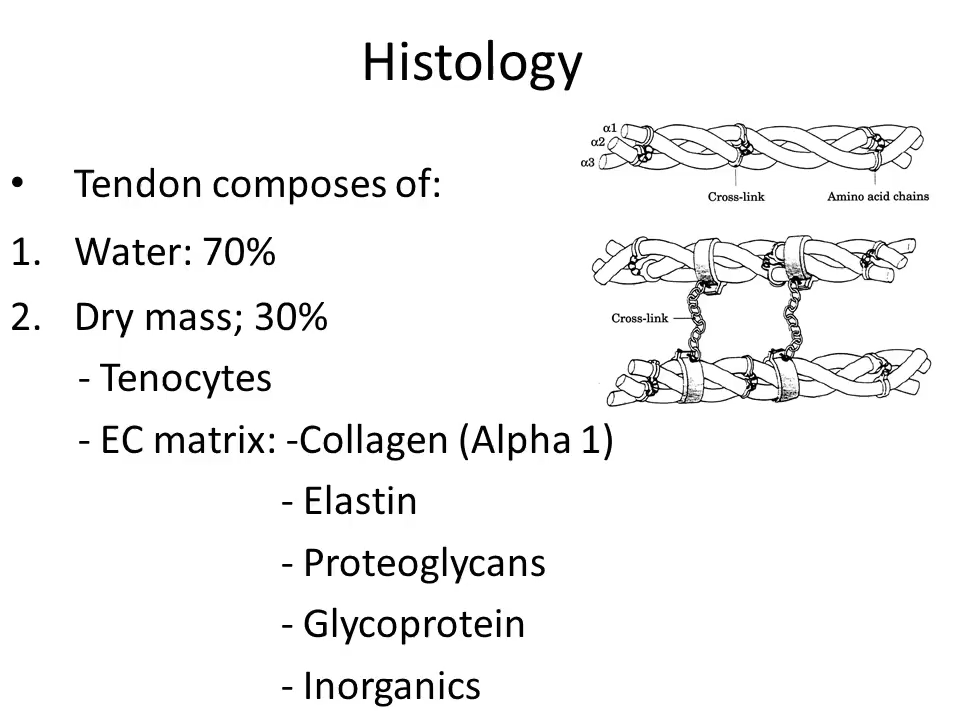 Histology
• Tendon composes of:
1. Water: 70%
2. Dry mass; 30%
- Tenocytes
- EC matrix: -Collagen (Alpha 1)
- Elastin
- Proteoglycans
- Glycoprotein
- Inorganics
α1
α2
α3
Cross-link
Amino acid chains
Cross-link